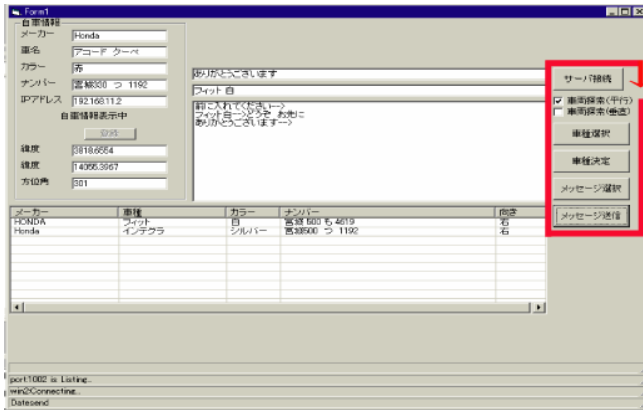 Form1
自車情報
メーカー Honda
車名 アコード クーペ
カラー 赤
ナンバー 宮城330 つ 1192
IPアドレス 192.168.11.2
自車情報表示中
緯度 3818.6554
緯度 14055.3967
方位角 301
ありがとうございます
フィット 白
前に入れてください-->
フィット 白-->どうぞ お先に
ありがとうございます-->
サーバ接続
車両探索(平行)
車両探索(垂直)
車種選択
車種決定
メッセージ選択
メッセージ送信
メーカー 車種 カラー ナンバー 向き
HONDA フィット 白 宮城 500 も 4619 右
Honda インテグラ シルバー 宮城500 つ 1192 右
port:1002 is Listing..
win2:Connecting..
Datesend